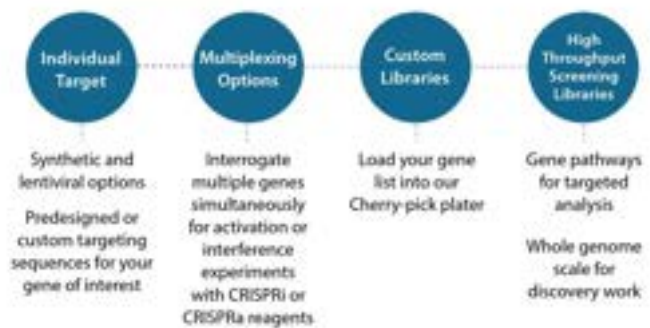 Individual
Target
Multiplexing
Options
Custom
Libraries
High
Throughput
Screening
Libraries
Synthetic and
lentiviral options
Predesigned or
custom targeting
sequences for your
gene of interest
Interrogate
multiple genes
simultaneously
for activation or
interference
experiments
with CRISPRi or
CRISPRa reagents
Load your gene
list into our
Cherry-pick plater
Gene pathways
for targeted
analysis
Whole genome
scale for
discovery work